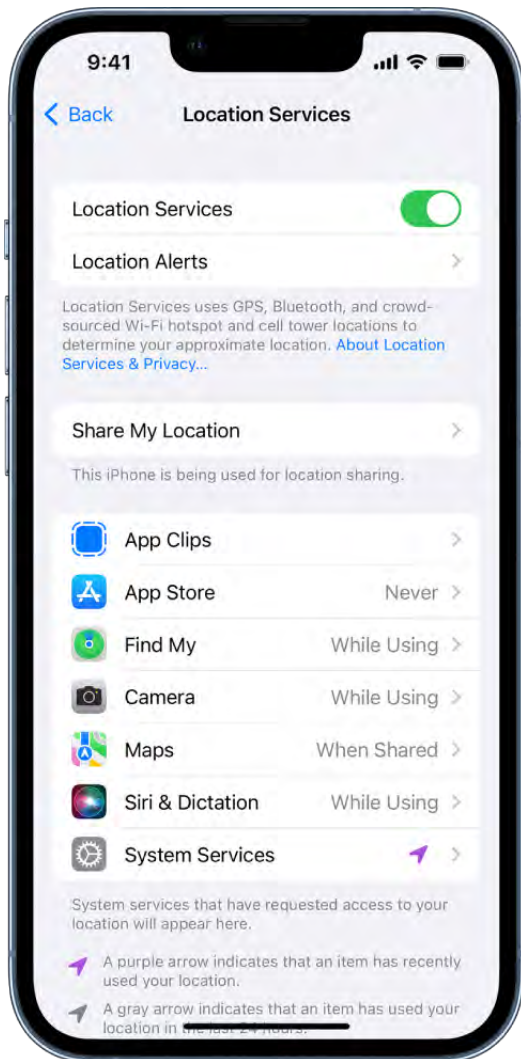 9:41
Back
Location Services
Location Services
Location Alerts
Location Services uses GPS, Bluetooth, and crowd-
sourced Wi-Fi hotspot and cell tower locations to
determine your approximate location. About Location
Services & Privacy...
Share My Location
This iPhone is being used for location sharing.
App Clips
App Store Never
Find My While Using
Camera While Using
Maps When Shared
Siri & Dictation While Using
System Services
System services that have requested access to your
location will appear here.
A purple arrow indicates that an item has recently
used your location.
A gray arrow indicates that an item has used your
location in the last 24 hours.